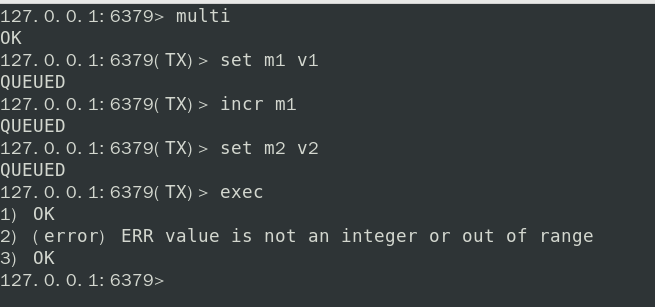 127.0.0.1:6379> multi
OK
127.0.0.1:6379(TX)> set m1 v1
QUEUED
127.0.0.1:6379(TX)> incr m1
QUEUED
127.0.0.1:6379(TX)> set m2 v2
QUEUED
127.0.0.1:6379(TX)> exec
1) OK
2) (error) ERR value is not an integer or out of range
3) OK
127.0.0.1:6379>